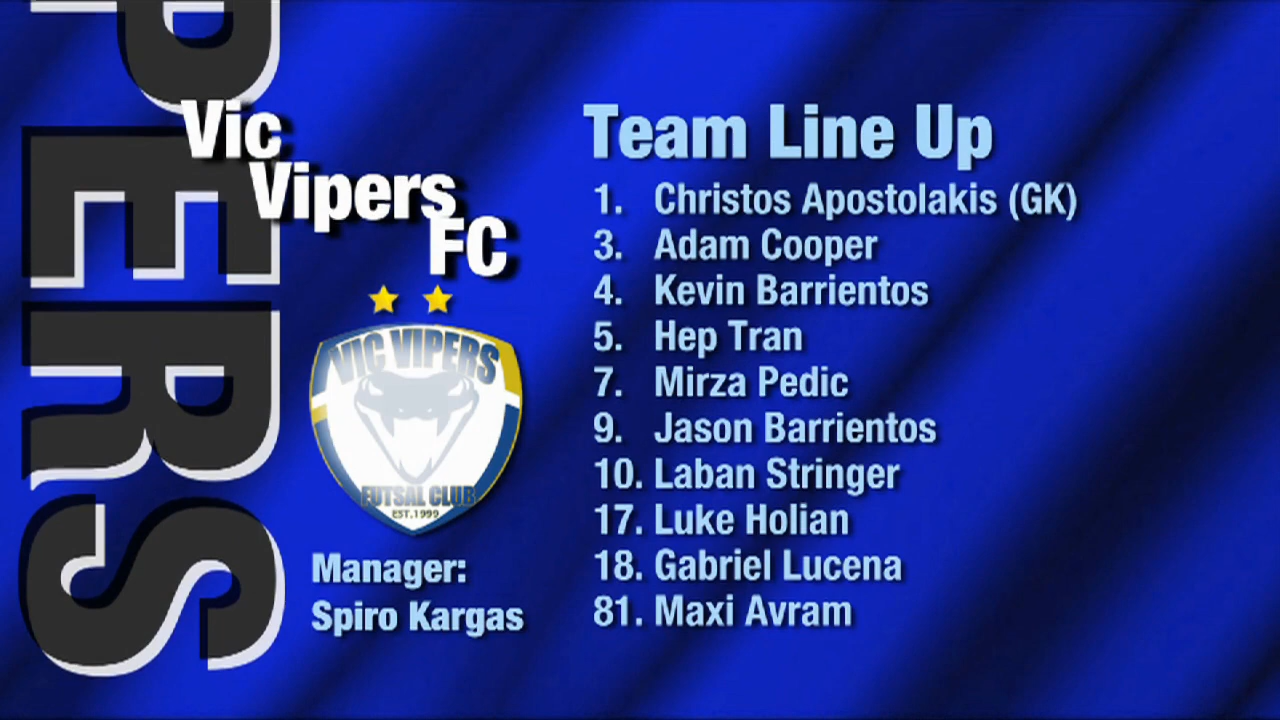 PERS
Vic
Vipers
FC
VIC VIPERS
FUTSAL CLUB
EST.1999
Manager:
Spiro Kargas
Team Line Up
1. Christos Apostolakis (GK)
3. Adam Cooper
4. Kevin Barrientos
5. Hep Tran
7. Mirza Pedic
9. Jason Barrientos
10. Laban Stringer
17. Luke Holian
18. Gabriel Lucena
81. Maxi Avram